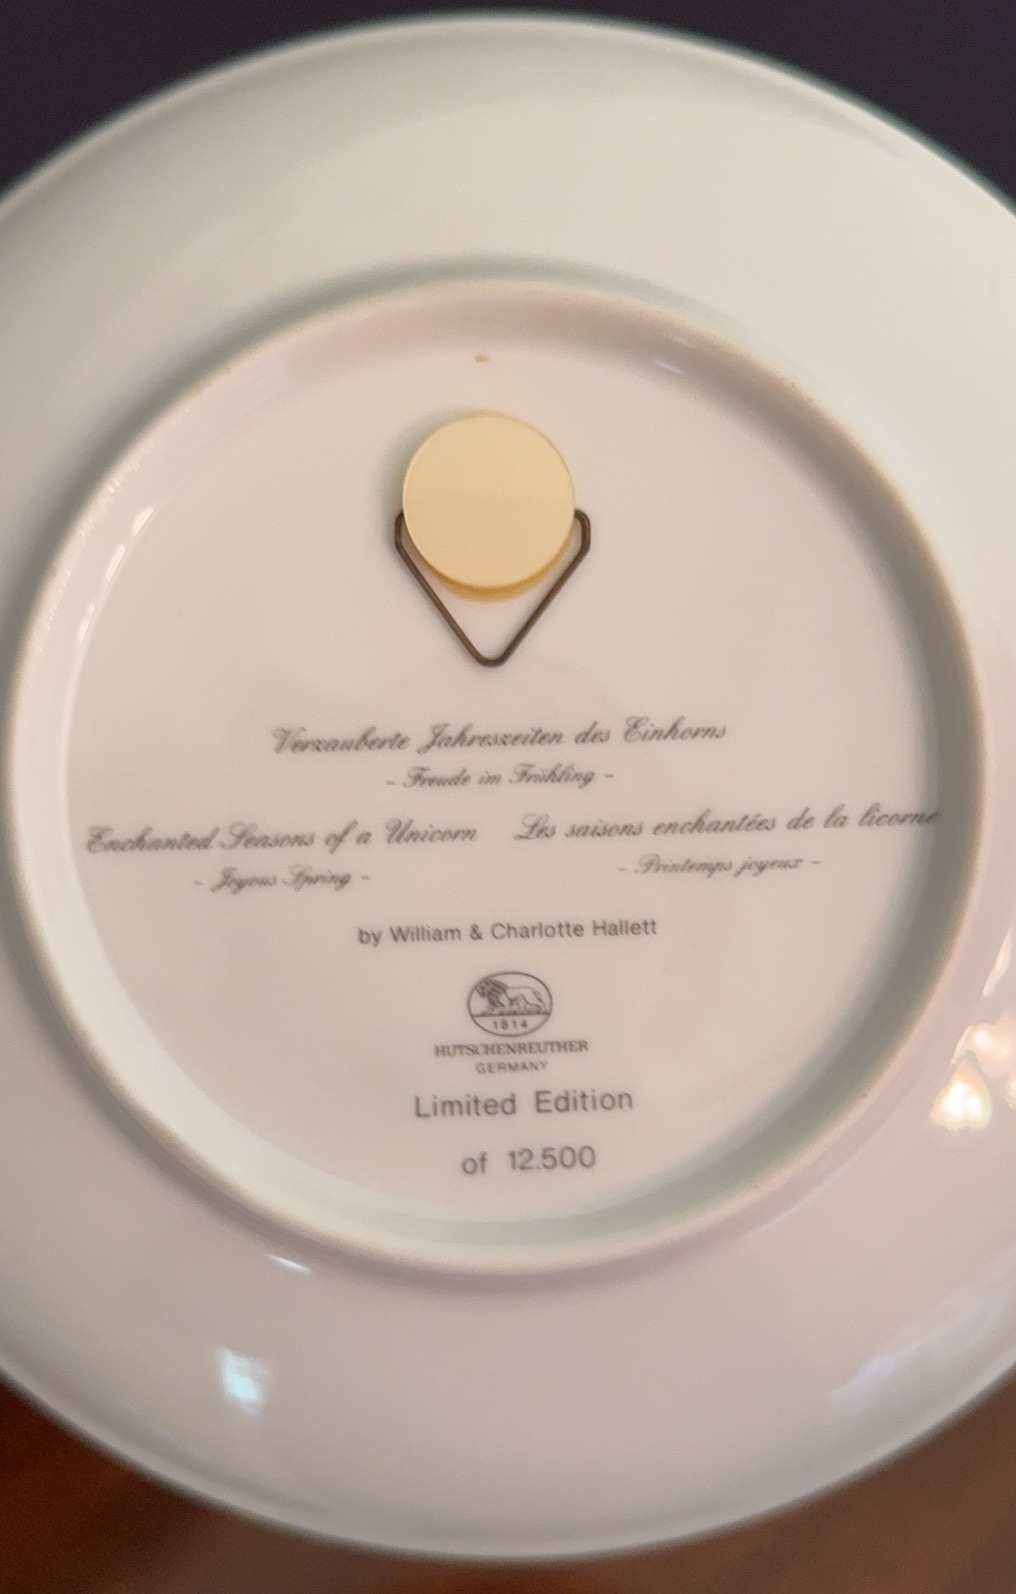 Verzauberte Jahreszeiten des Einhorns
- Freude im Frühling -
Enchanted Seasons of a Unicorn
- Joyous Spring -
Les saisons enchantées de la licorne
- Printemps joyeux -
by William & Charlotte Hallett
1814
HUTSCHENREUTHER
GERMANY
Limited Edition
of 12.500